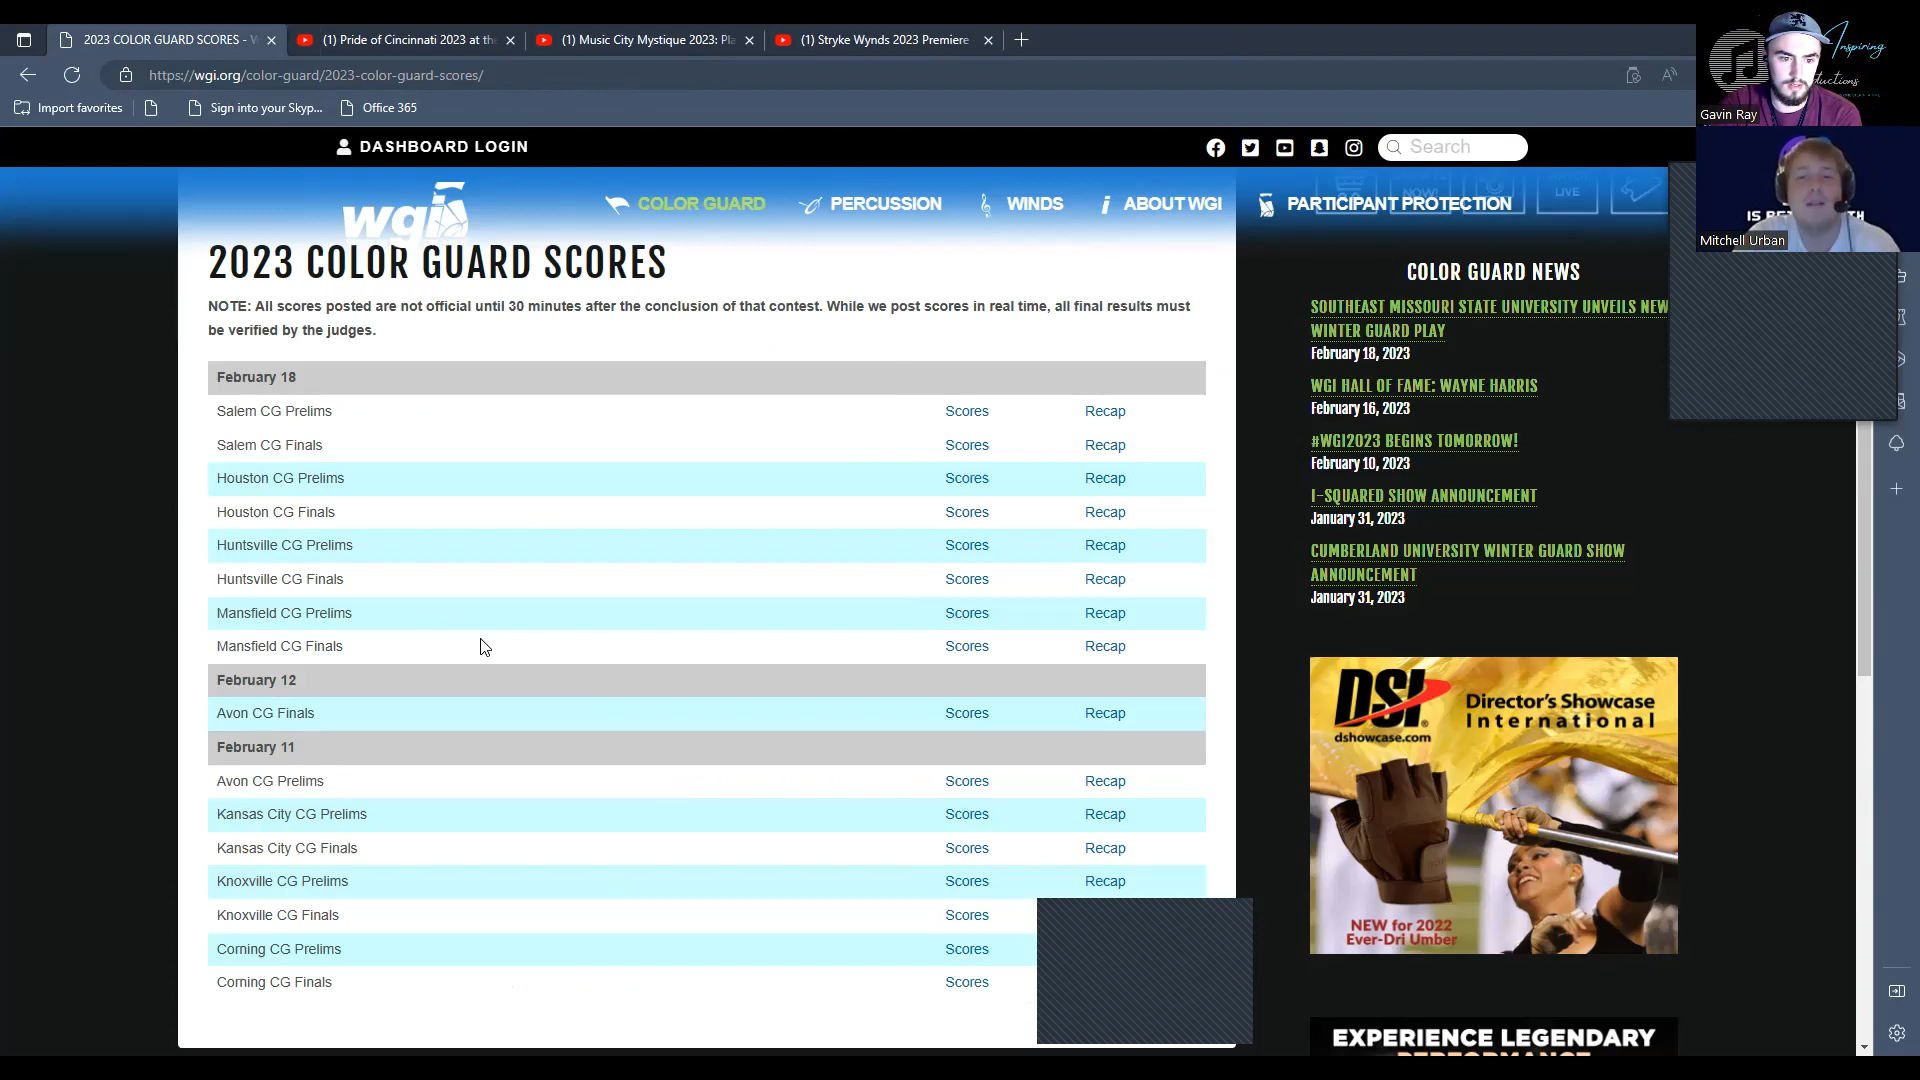 2023 COLOR GUARD SCORES -
(1) Pride of Cincinnati 2023 at the
(1) Music City Mystique 2023: Pla
(1) Stryke Wynds 2023 Premiere
https://wgi.org/color-guard/2023-color-guard-scores/
Import favorites
Sign into your Skyp...
Office 365
Inspiring
Gavin Ray
DASHBOARD LOGIN
Search
wgi
COLOR GUARD
PERCUSSION
WINDS
ABOUT WGI
PARTICIPANT PROTECTION
NOW!
LIVE
Mitchell Urban
2023 COLOR GUARD SCORES
NOTE: All scores posted are not official until 30 minutes after the conclusion of that contest. While we post scores in real time, all final results must
be verified by the judges.
February 18
Salem CG Prelims Scores Recap
Salem CG Finals Scores Recap
Houston CG Prelims Scores Recap
Houston CG Finals Scores Recap
Huntsville CG Prelims Scores Recap
Huntsville CG Finals Scores Recap
Mansfield CG Prelims Scores Recap
Mansfield CG Finals Scores Recap
February 12
Avon CG Finals Scores Recap
February 11
Avon CG Prelims Scores Recap
Kansas City CG Prelims Scores Recap
Kansas City CG Finals Scores Recap
Knoxville CG Prelims Scores Recap
Knoxville CG Finals Scores
Corning CG Prelims Scores
Corning CG Finals Scores
COLOR GUARD NEWS
SOUTHEAST MISSOURI STATE UNIVERSITY UNVEILS NEW
WINTER GUARD PLAY
February 18, 2023
WGI HALL OF FAME: WAYNE HARRIS
February 16, 2023
#WGI2023 BEGINS TOMORROW!
February 10, 2023
I-SQUARED SHOW ANNOUNCEMENT
January 31, 2023
CUMBERLAND UNIVERSITY WINTER GUARD SHOW
ANNOUNCEMENT
January 31, 2023
DSI
dshowcase.com
Director's Showcase
International
NEW for 2022
Ever-Dri Umber
EXPERIENCE LEGENDARY
PERFORMANCE